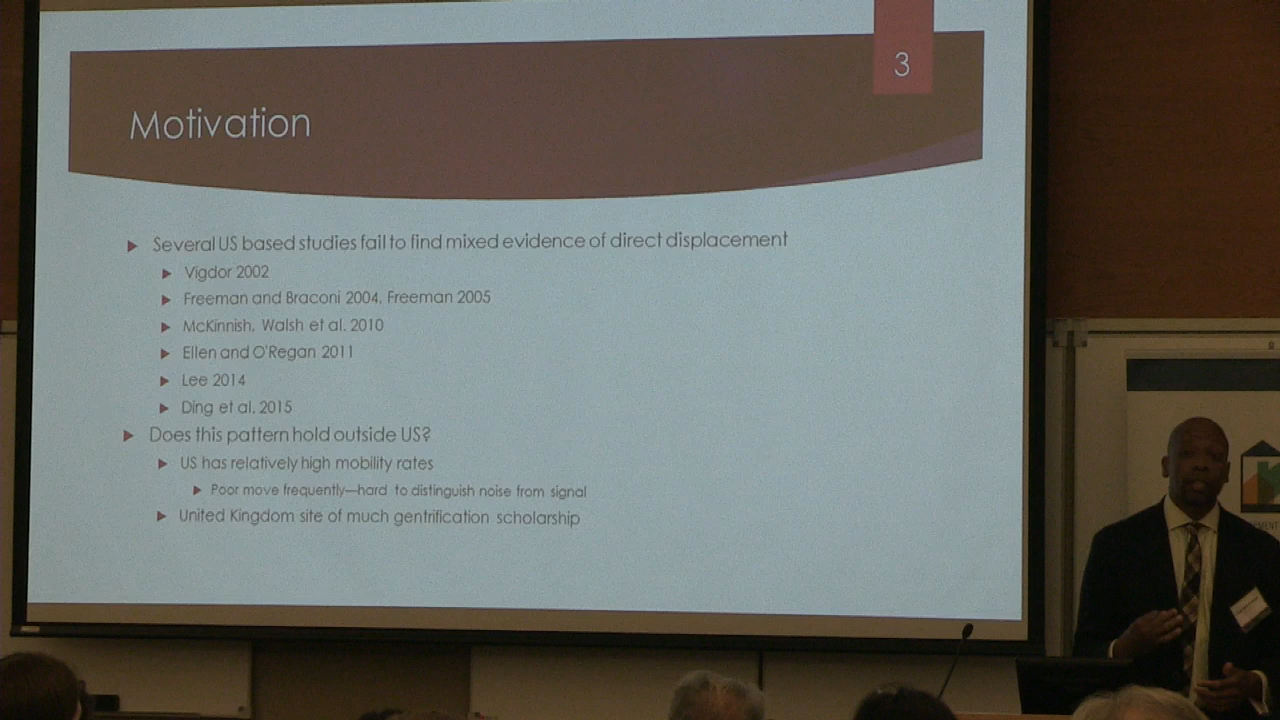 3
Motivation
Several US based studies fail to find mixed evidence of direct displacement
Vigdor 2002
Freeman and Braconi 2004, Freeman 2005
McKinnish, Walsh et al. 2010
Ellen and O'Regan 2011
Lee 2014
Ding et al. 2015
Does this pattern hold outside US?
US has relatively high mobility rates
Poor move frequently—hard to distinguish noise from signal
United Kingdom site of much gentrification scholarship